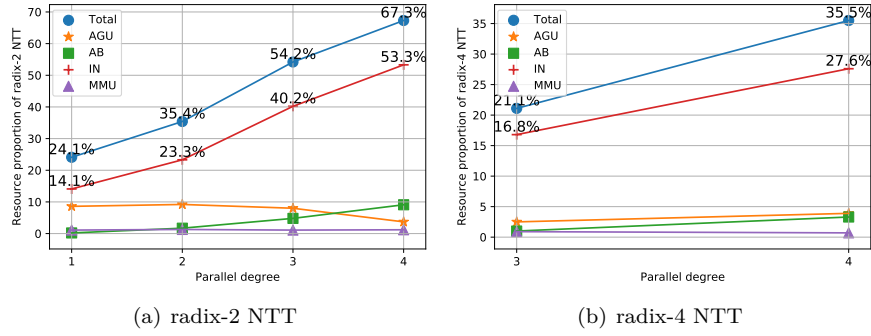 Resource proportion of radix-2 NTT
70
60
50
40
30
20
10
0
Total
AGU
AB
IN
MMU
24.1%
35.4%
54.2%
67.3%
14.1%
23.3%
40.2%
53.3%
1
2
3
4
Parallel degree
(a) radix-2 NTT
Resource proportion of radix-4 NTT
35
30
25
20
15
10
5
0
Total
AGU
AB
IN
MMU
21.1%
35.5%
16.8%
27.6%
3
4
Parallel degree
(b) radix-4 NTT